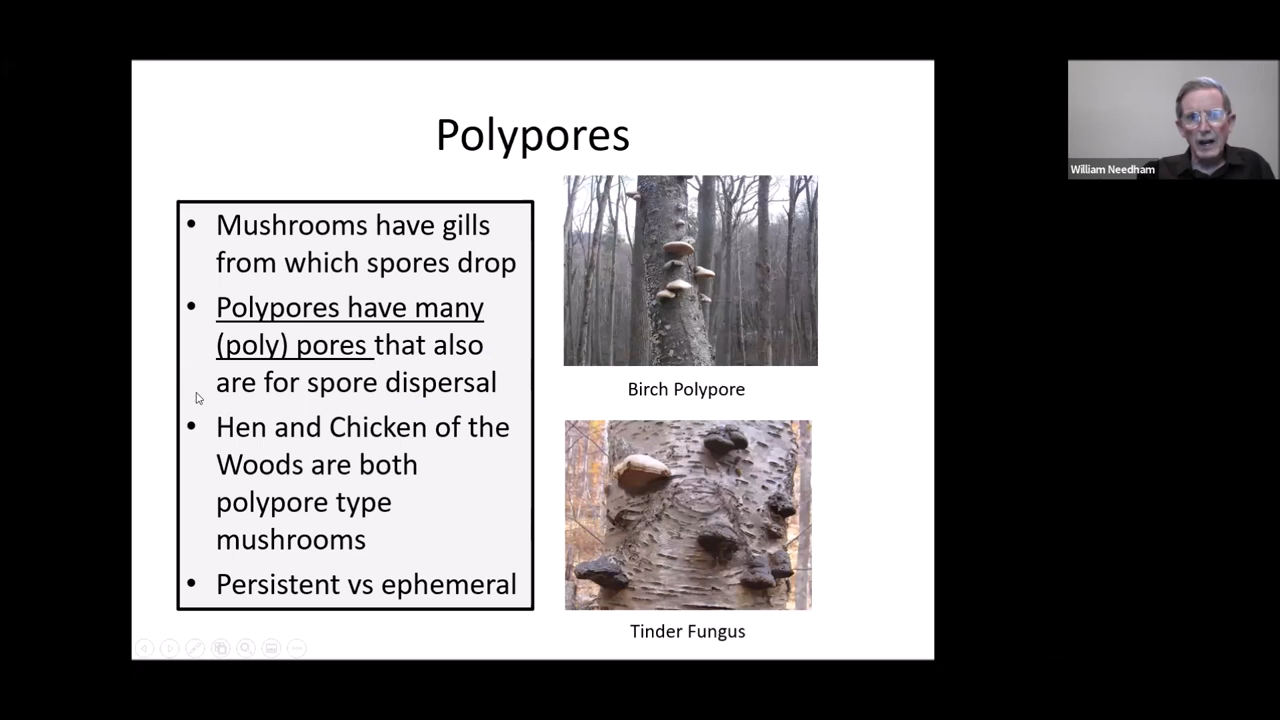 Polypores
• Mushrooms have gills
from which spores drop
• Polypores have many
(poly) pores that also
are for spore dispersal
• Hen and Chicken of the
Woods are both
polypore type
mushrooms
• Persistent vs ephemeral
Birch Polypore
Tinder Fungus
William Needham